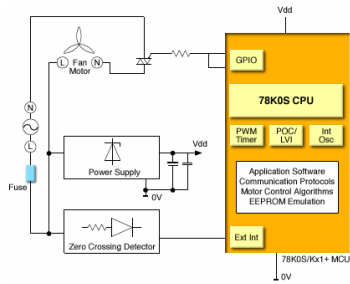 Vdd
L
Fan
Motor
N
GPIO
78K0S CPU
N
PWM
Timer
POC/
LVI
Int
Osc
L
Vdd
Power Supply
Fuse
0V
Application Software
Communication Protocols
Motor Control Algorithms
EEPROM Emulation
Ext Int
Zero Crossing Detector
78K0S/Kx1+ MCU
0V